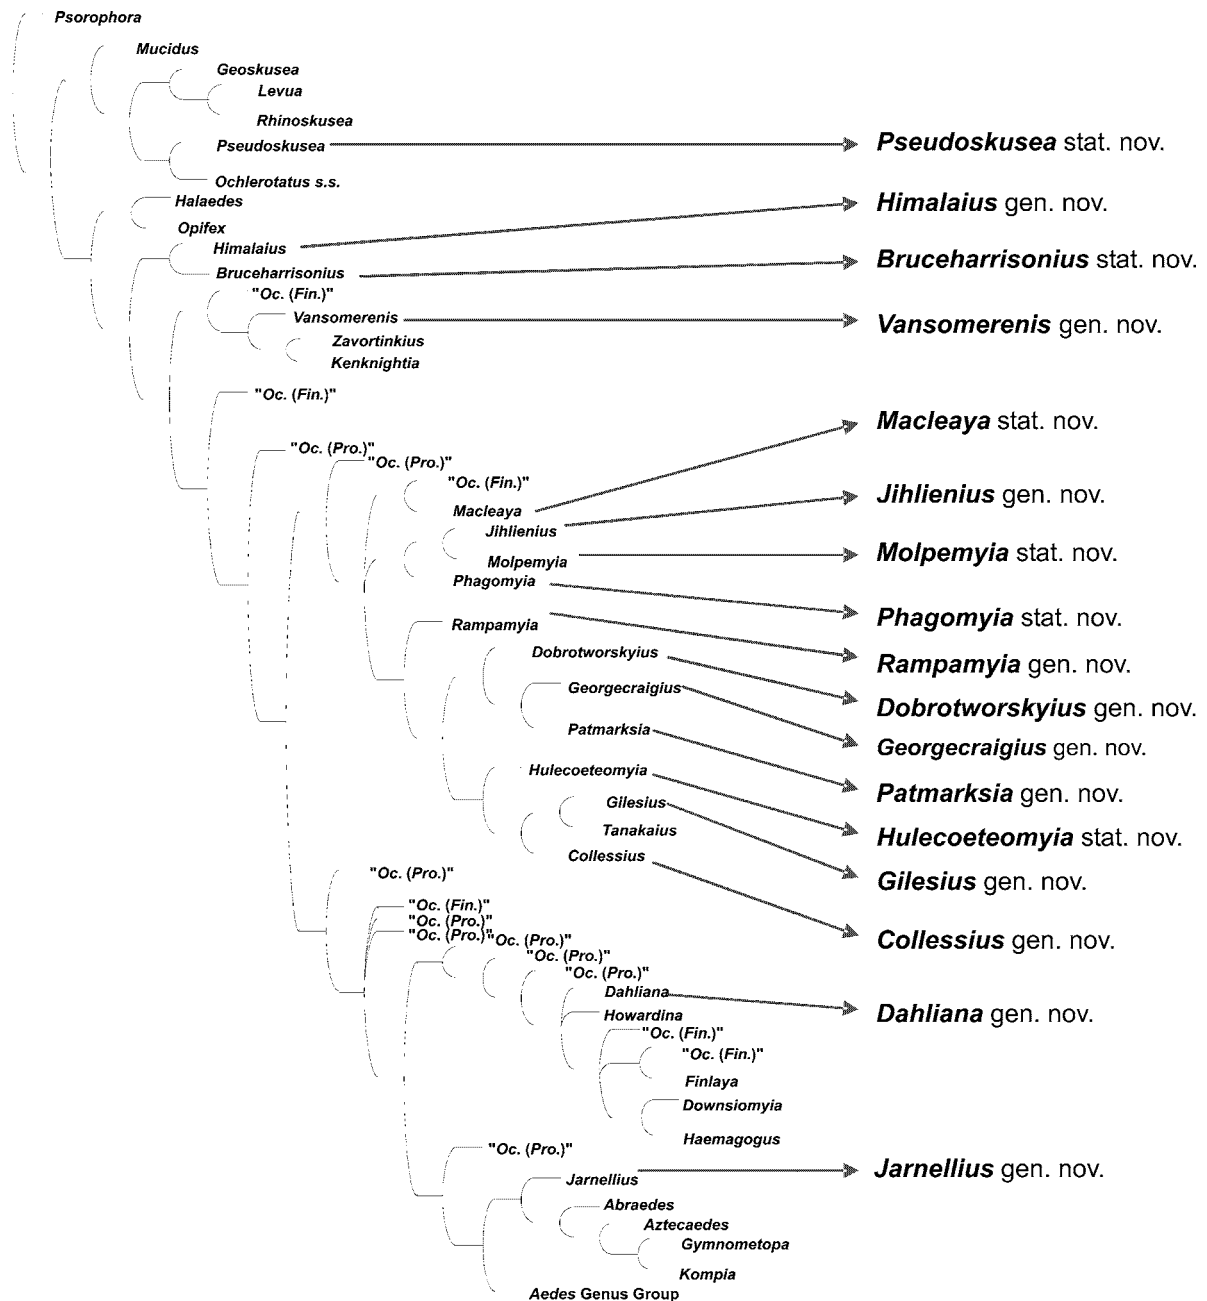 Psorophora
Mucidus
Geoskusea
Levua
Rhinoskusea
Pseudoskusea
Pseudoskusea stat. nov.
Ochlerotatus s.s.
Halaedes
Himalaius gen. nov.
Opifex
Himalaius
Bruceharrisonius stat. nov.
Bruceharrisonius
"Oc. (Fin.)"
Vansomerenis
Vansomerenis gen. nov.
Zavortinkius
Kenknightia
"Oc. (Fin.)"
Macleaya stat. nov.
"Oc. (Pro.)"
"Oc. (Pro.)"
"Oc. (Fin.)"
Jihlienius gen. nov.
Macleaya
Jihlienius
Molpemyia stat. nov.
Molpemyia
Phagomyia
Phagomyia stat. nov.
Rampamyia
Dobrotworskyius
Rampamyia gen. nov.
Georgecraigius
Dobrotworskyius gen. nov.
Patmarksia
Georgecraigius gen. nov.
Hulecoeteomyia
Patmarksia gen. nov.
Gilesius
Tanakaius
Hulecoeteomyia stat. nov.
Collessius
"Oc. (Pro.)"
Gilesius gen. nov.
"Oc. (Fin.)"
"Oc. (Pro.)"
"Oc. (Pro.)"
"Oc. (Pro.)"
Collessius gen. nov.
"Oc. (Pro.)"
"Oc. (Pro.)"
Dahliana
Howardina
Dahliana gen. nov.
"Oc. (Fin.)"
"Oc. (Fin.)"
Finlaya
Downsiomyia
Haemagogus
"Oc. (Pro.)"
Jarnellius
Jarnellius gen. nov.
Abraedes
Aztecaedes
Gymnometopa
Kompia
Aedes Genus Group